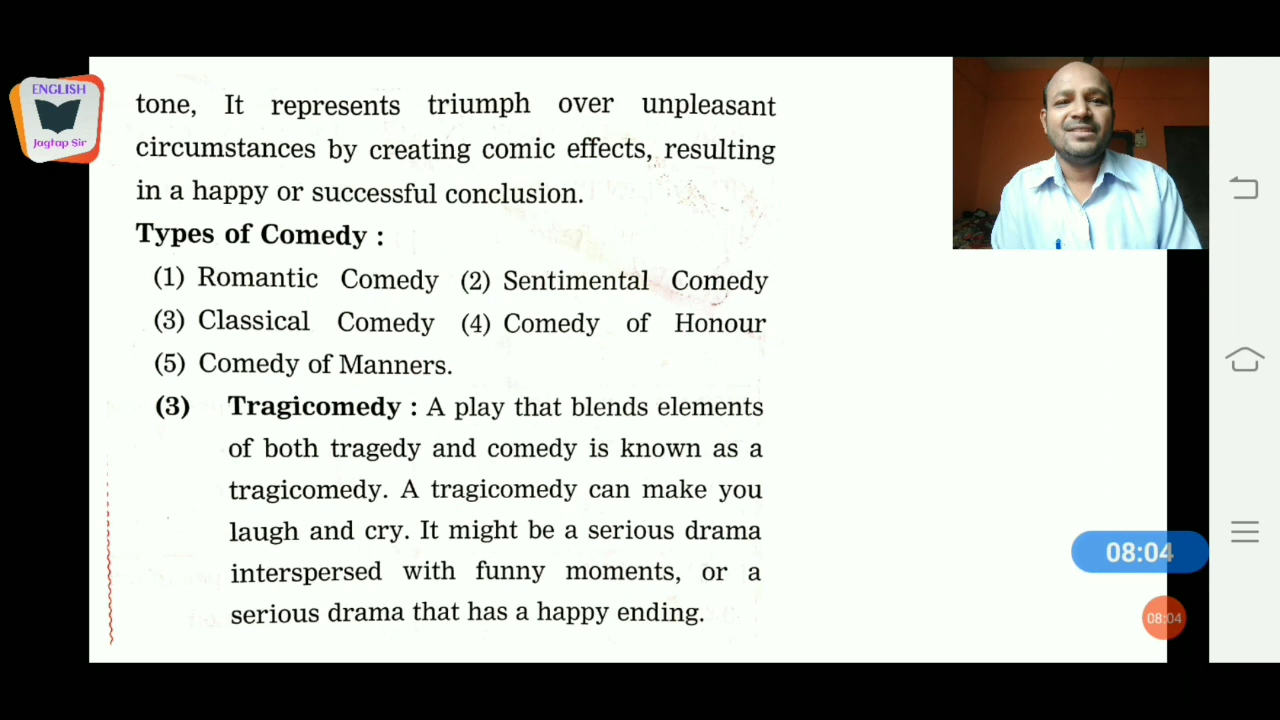 ENGLISH
Jagtap Sir
tone, It represents triumph over unpleasant
circumstances by creating comic effects, resulting
in a happy or successful conclusion.
Types of Comedy :
(1) Romantic Comedy (2) Sentimental Comedy
(3) Classical Comedy (4) Comedy of Honour
(5) Comedy of Manners.
(3) Tragicomedy : A play that blends elements
of both tragedy and comedy is known as a
tragicomedy. A tragicomedy can make you
laugh and cry. It might be a serious drama
interspersed with funny moments, or a
serious drama that has a happy ending.
08:04
08:04